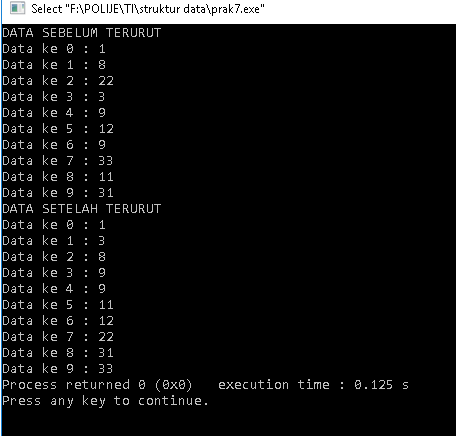 Select "F:\POLIJE\TI\struktur data\prak7.exe"
DATA SEBELUM TERURUT
Data ke 0 : 1
Data ke 1 : 8
Data ke 2 : 22
Data ke 3 : 3
Data ke 4 : 9
Data ke 5 : 12
Data ke 6 : 9
Data ke 7 : 33
Data ke 8 : 11
Data ke 9 : 31
DATA SETELAH TERURUT
Data ke 0 : 1
Data ke 1 : 3
Data ke 2 : 8
Data ke 3 : 9
Data ke 4 : 9
Data ke 5 : 11
Data ke 6 : 12
Data ke 7 : 22
Data ke 8 : 31
Data ke 9 : 33
Process returned 0 (0x0)   execution time : 0.125 s
Press any key to continue.